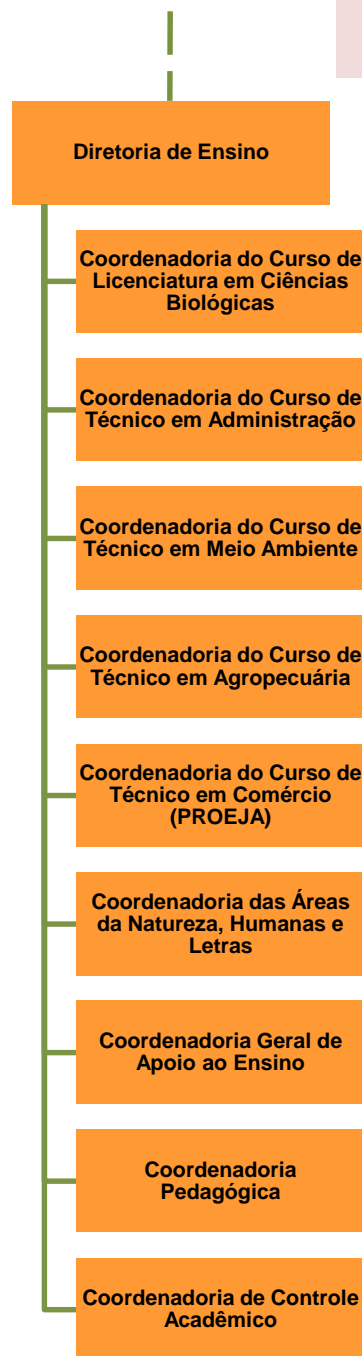 Diretoria de Ensino
Coordenadoria do Curso de
Licenciatura em Ciências
Biológicas
Coordenadoria do Curso de
Técnico em Administração
Coordenadoria do Curso de
Técnico em Meio Ambiente
Coordenadoria do Curso de
Técnico em Agropecuária
Coordenadoria do Curso de
Técnico em Comércio
(PROEJA)
Coordenadoria das Áreas
da Natureza, Humanas e
Letras
Coordenadoria Geral de
Apoio ao Ensino
Coordenadoria
Pedagógica
Coordenadoria de Controle
Acadêmico